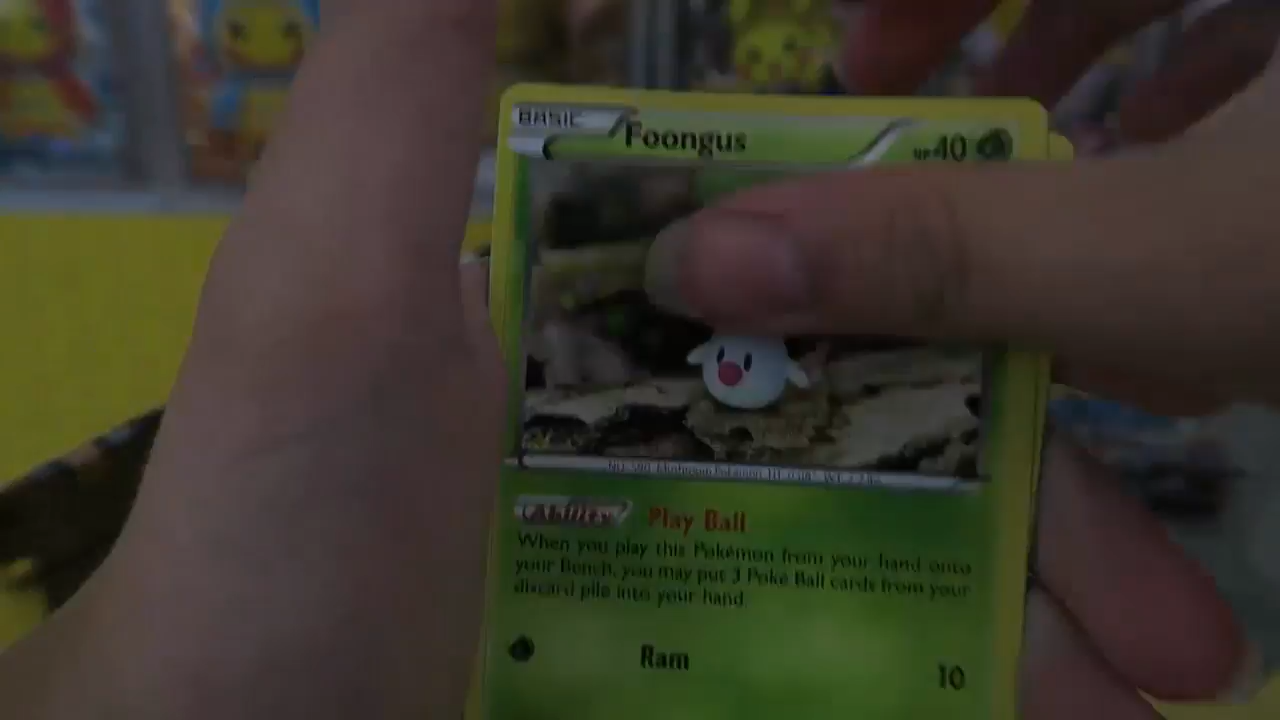 BASIC
Foongus
HP40
Ability
Play Ball
When you play this Pokémon from your hand onto
your Bench, you may put 3 Poké Ball cards from your
discard pile into your hand.
Ram
10